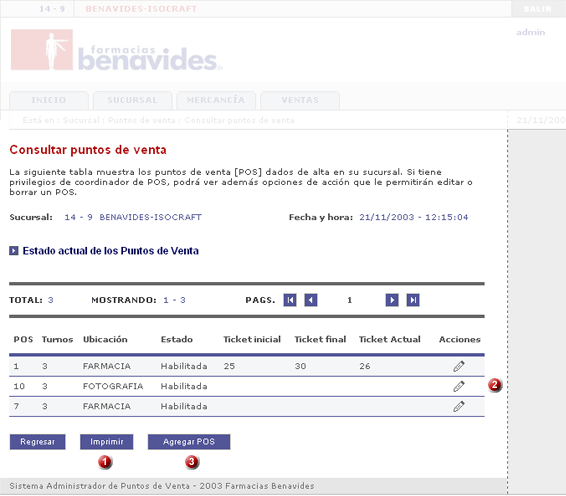 14 - 9 BENAVIDES-ISOCRAFT SALIR
admin
farmacias
benavides
INICIO SUCURSAL MERCANCÍA VENTAS
Está en : Sucursal : Puntos de venta : Consultar puntos de venta 21/11/2003
Consultar puntos de venta
La siguiente tabla muestra los puntos de venta [POS] dados de alta en su sucursal. Si tiene
privilegios de coordinador de POS, podrá ver además opciones de acción que le permitirán editar o
borrar un POS.
Sucursal: 14 - 9 BENAVIDES-ISOCRAFT Fecha y hora: 21/11/2003 - 12:15:04
Estado actual de los Puntos de Venta
TOTAL: 3 MOSTRANDO: 1 - 3 PAGS. 1
POS Turnos Ubicación Estado Ticket inicial Ticket final Ticket Actual Acciones
1 3 FARMACIA Habilitada 25 30 26
10 3 FOTOGRAFIA Habilitada 2
7 3 FARMACIA Habilitada
Regresar Imprimir Agregar POS
1 3
Sistema Administrador de Puntos de Venta - 2003 Farmacias Benavides